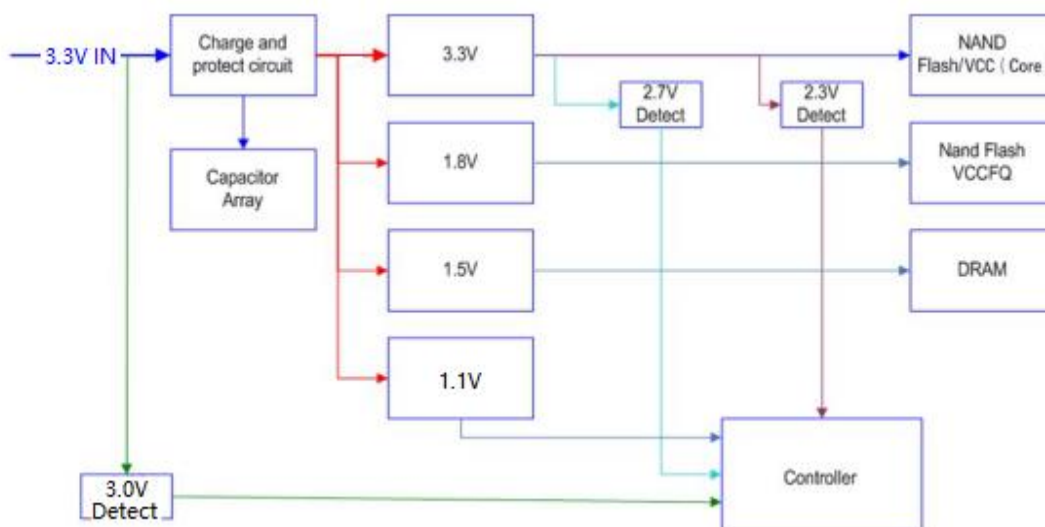 3.3V IN
Charge and
protect circuit
3.3V
NAND
Flash/VCC ( Core
2.7V
Detect
2.3V
Detect
Capacitor
Array
1.8V
Nand Flash
VCCFQ
1.5V
DRAM
1.1V
Controller
3.0V
Detect